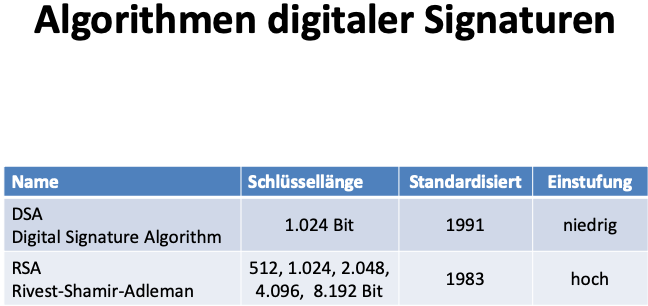 Algorithmen digitaler Signaturen
Name Schlüssellänge Standardisiert Einstufung
DSA
Digital Signature Algorithm 1.024 Bit 1991 niedrig
RSA
Rivest-Shamir-Adleman 512, 1.024, 2.048,
4.096, 8.192 Bit 1983 hoch